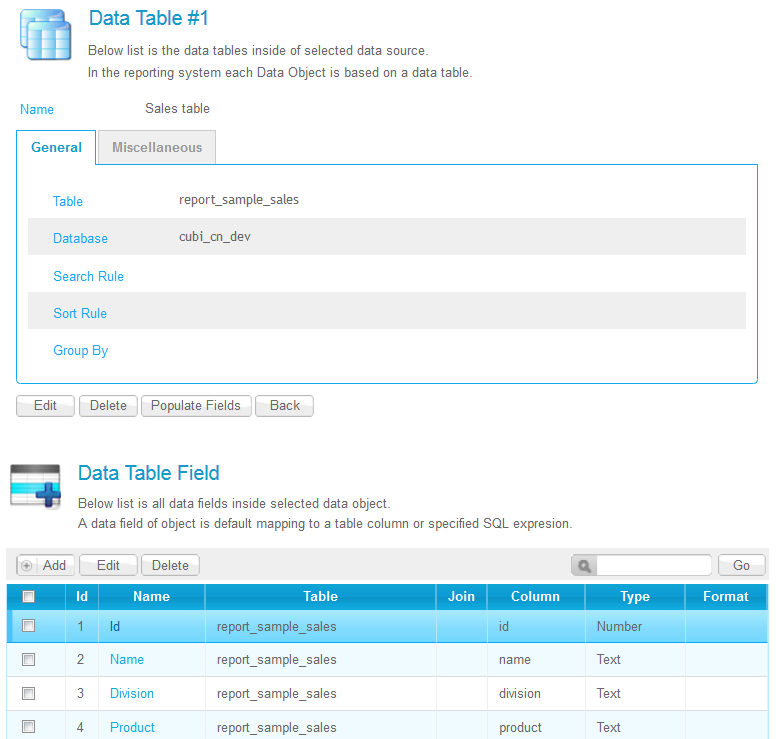 Data Table #1
Below list is the data tables inside of selected data source.
In the reporting system each Data Object is based on a data table.
Name Sales table
General Miscellaneous
Table report_sample_sales
Database cubi_cn_dev
Search Rule
Sort Rule
Group By
Edit Delete Populate Fields Back
Data Table Field
Below list is all data fields inside selected data object.
A data field of object is default mapping to a table column or specified SQL expresion.
Add Edit Delete Go
Id Name Table Join Column Type Format
1 Id report_sample_sales id Number
2 Name report_sample_sales name Text
3 Division report_sample_sales division Text
4 Product report_sample_sales product Text